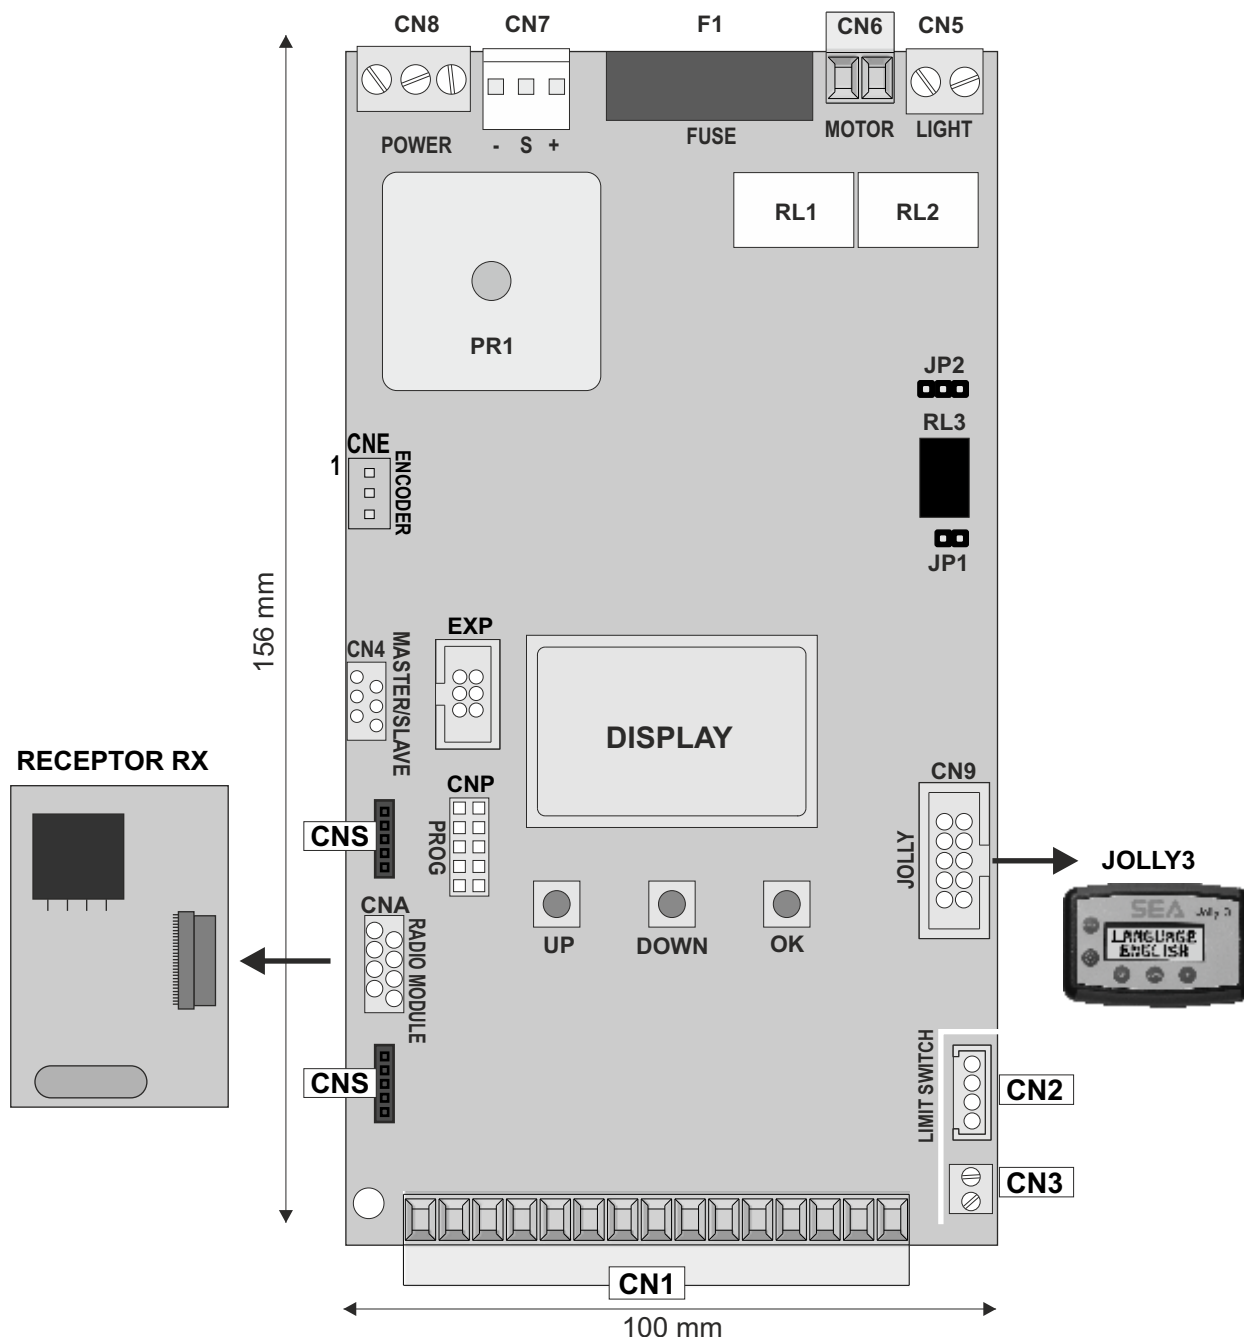 CN8 CN7 F1 CN6 CN5
POWER - S + FUSE MOTOR LIGHT
RL1 RL2
PR1
JP2
RL3
JP1
CNE
1
ENCODER
156 mm
EXP
CN4
MASTER/SLAVE
DISPLAY
RECEPTOR RX
CNP
PROG
CN9
JOLLY
CNS
JOLLY3
SEA Jolly 3
LANGUAGE
ENGLISH
CNA
RADIO MODULE
UP DOWN OK
CNS
LIMIT SWITCH
CN2
CN3
CN1
100 mm